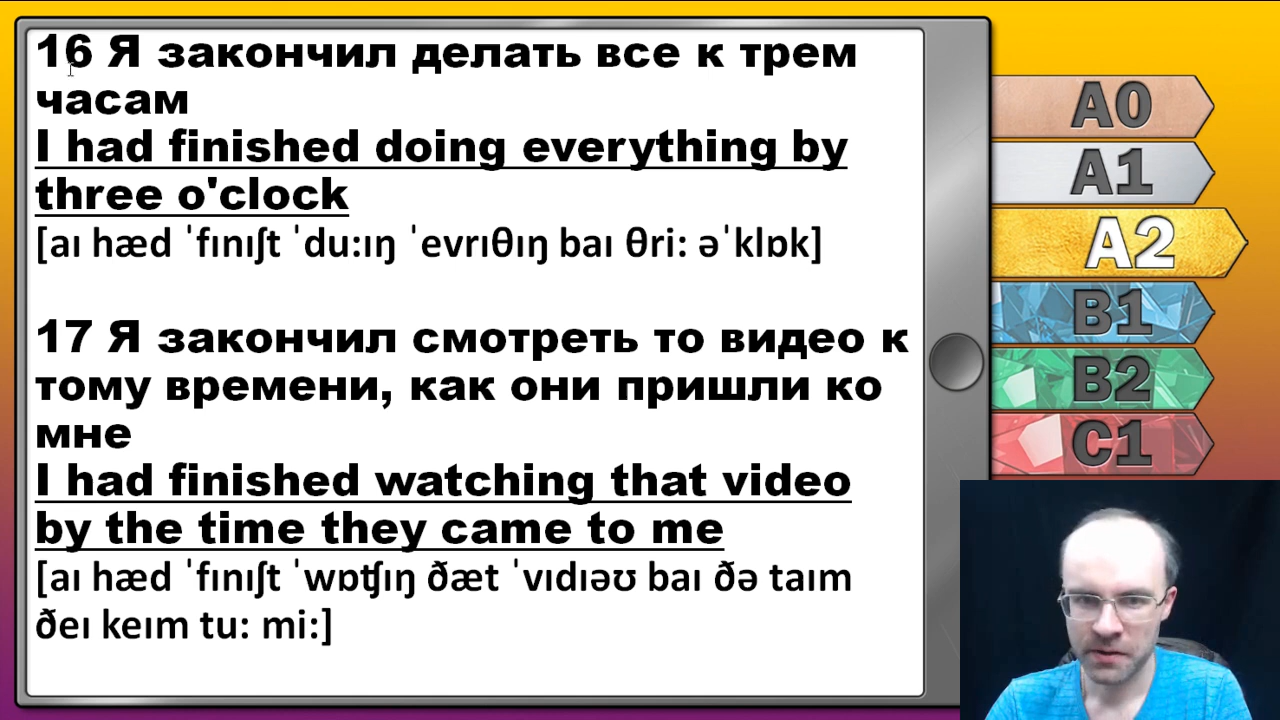 16 Я закончил делать все к трем
часам
I had finished doing everything by
three o'clock
[aɪ hæd ˈfɪnɪʃt ˈdu:ɪŋ ˈevrɪθɪŋ baɪ θri: əˈklɒk]
17 Я закончил смотреть то видео к
тому времени, как они пришли ко
мне
I had finished watching that video
by the time they came to me
[aɪ hæd ˈfɪnɪʃt ˈwɒʧɪŋ ðæt ˈvɪdɪəʊ baɪ ðə taɪm
ðeɪ keɪm tu: mi:]
A0
A1
A2
B1
B2
C1